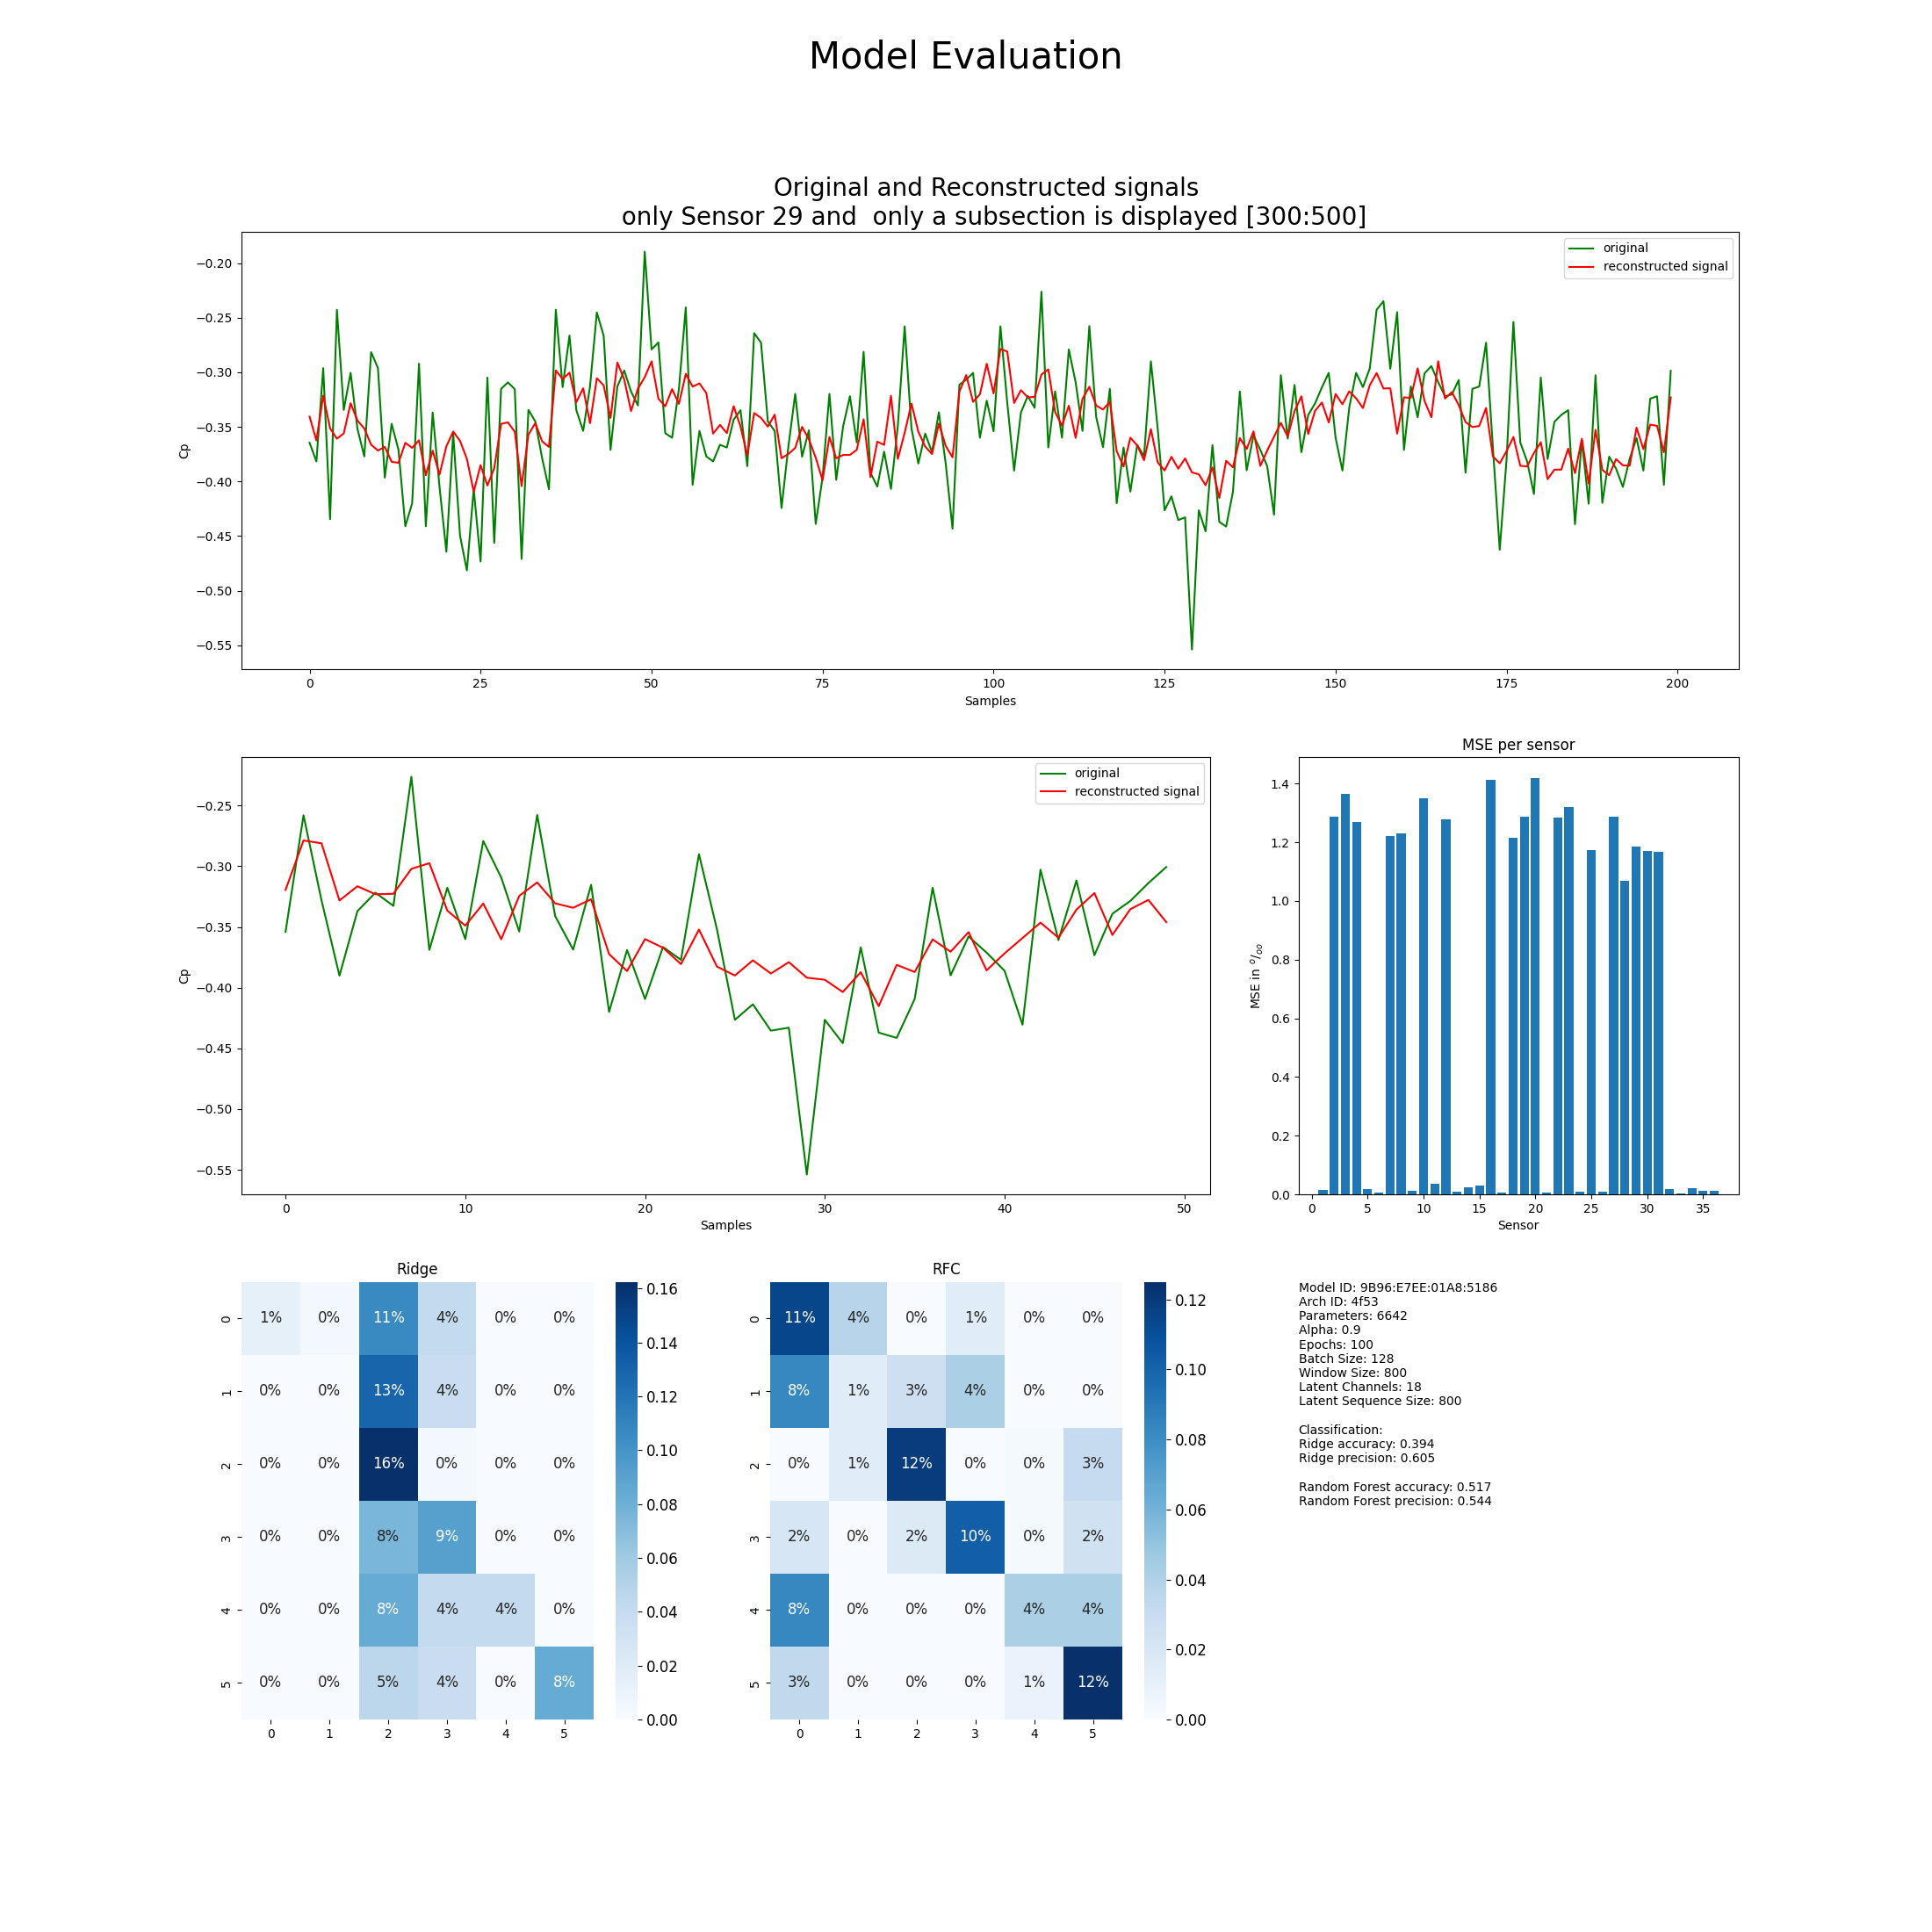 Model Evaluation
Original and Reconstructed signals
only Sensor 29 and  only a subsection is displayed [300:500]
original
reconstructed signal
−0.20
−0.25
−0.30
−0.35
−0.40
−0.45
−0.50
−0.55
Cp
0 25 50 75 100 125 150 175 200
Samples
original
reconstructed signal
−0.25
−0.30
−0.35
−0.40
−0.45
−0.50
−0.55
Cp
0 10 20 30 40 50
Samples
MSE per sensor
1.4
1.2
1.0
0.8
0.6
0.4
0.2
0.0
MSE in o/oo
0 5 10 15 20 25 30 35
Sensor
Ridge
0 1% 0% 11% 4% 0% 0%
1 0% 0% 13% 4% 0% 0%
2 0% 0% 16% 0% 0% 0%
3 0% 0% 8% 9% 0% 0%
4 0% 0% 8% 4% 4% 0%
5 0% 0% 5% 4% 0% 8%
0 1 2 3 4 5
0.16
0.14
0.12
0.10
0.08
0.06
0.04
0.02
0.00
RFC
0 11% 4% 0% 1% 0% 0%
1 8% 1% 3% 4% 0% 0%
2 0% 1% 12% 0% 0% 3%
3 2% 0% 2% 10% 0% 2%
4 8% 0% 0% 0% 4% 4%
5 3% 0% 0% 0% 1% 12%
0 1 2 3 4 5
0.12
0.10
0.08
0.06
0.04
0.02
0.00
Model ID: 9B96:E7EE:01A8:5186
Arch ID: 4f53
Parameters: 6642
Alpha: 0.9
Epochs: 100
Batch Size: 128
Window Size: 800
Latent Channels: 18
Latent Sequence Size: 800
Classification:
Ridge accuracy: 0.394
Ridge precision: 0.605
Random Forest accuracy: 0.517
Random Forest precision: 0.544